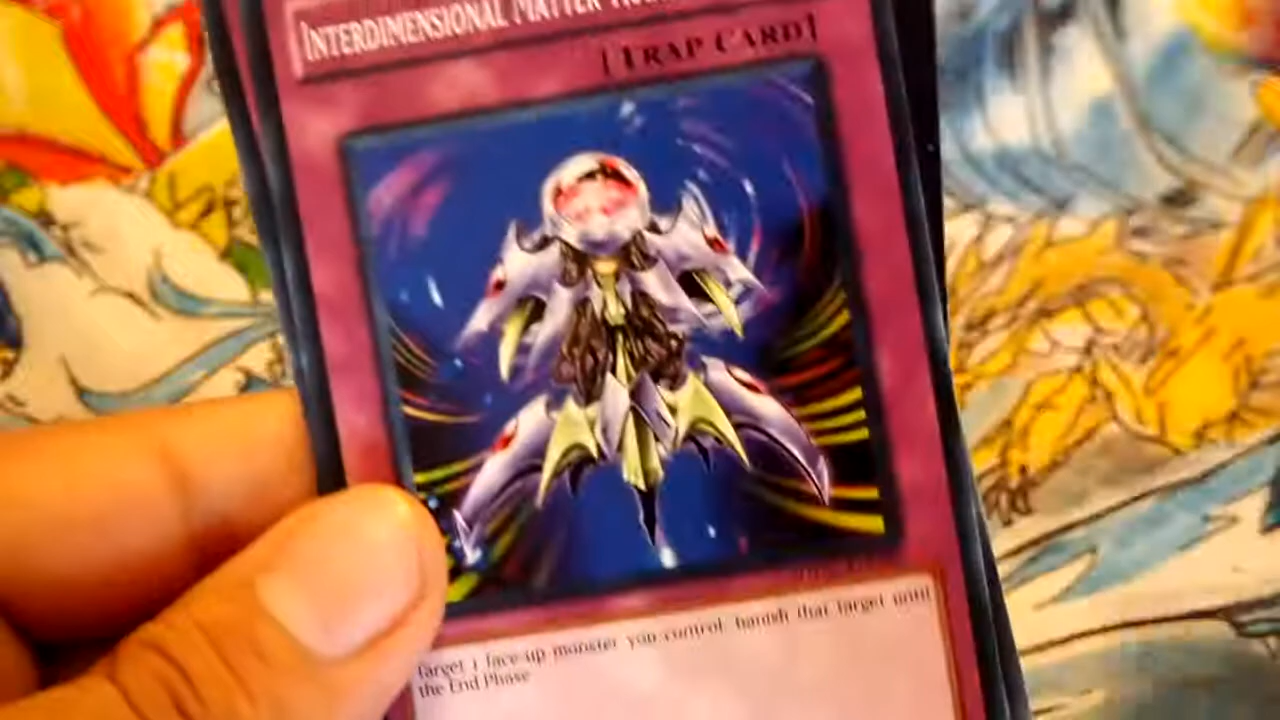 INTERDIMENSIONAL MATTER
[TRAP CARD]
Target 1 face-up monster you control; banish that target until
the End Phase.